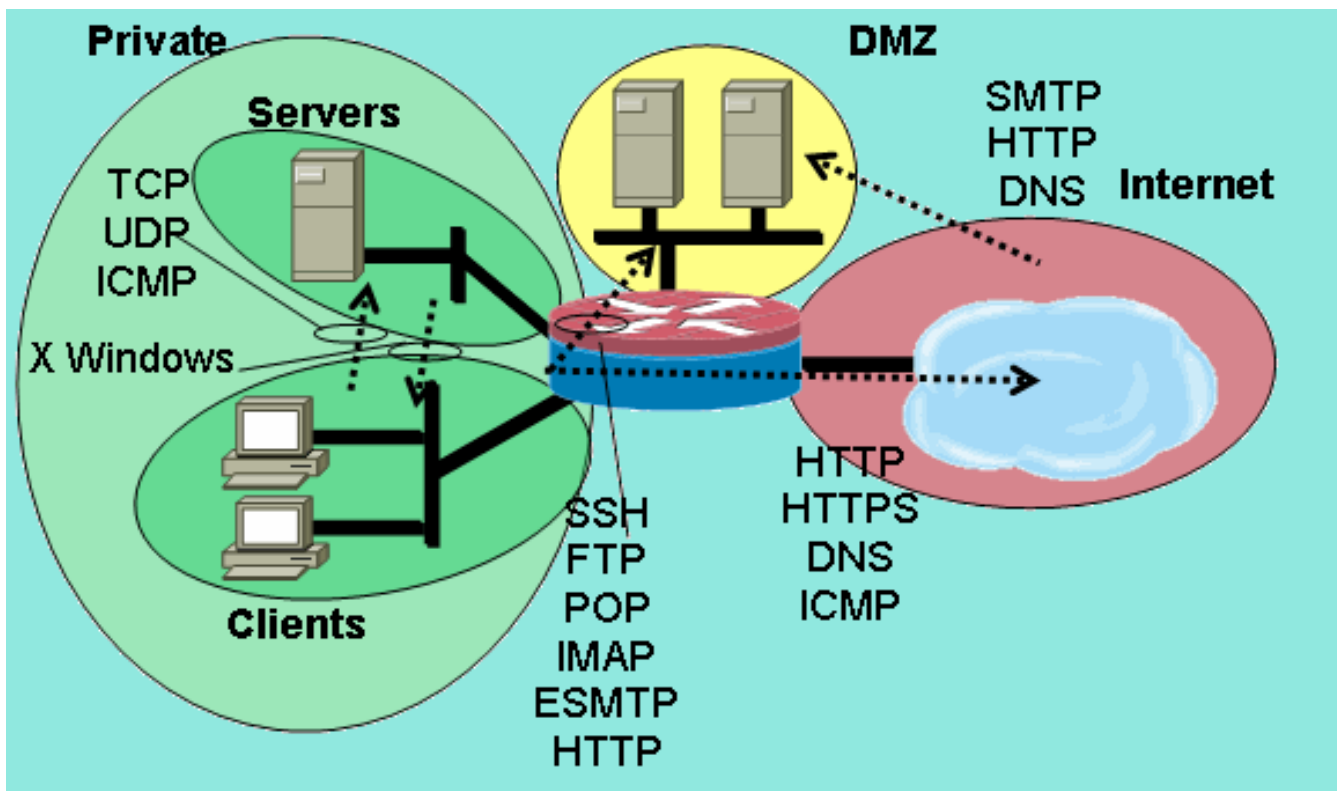 Private
DMZ
Servers
SMTP
HTTP
DNS
Internet
TCP
UDP
ICMP
X Windows
Clients
SSH
FTP
POP
IMAP
ESMTP
HTTP
HTTP
HTTPS
DNS
ICMP